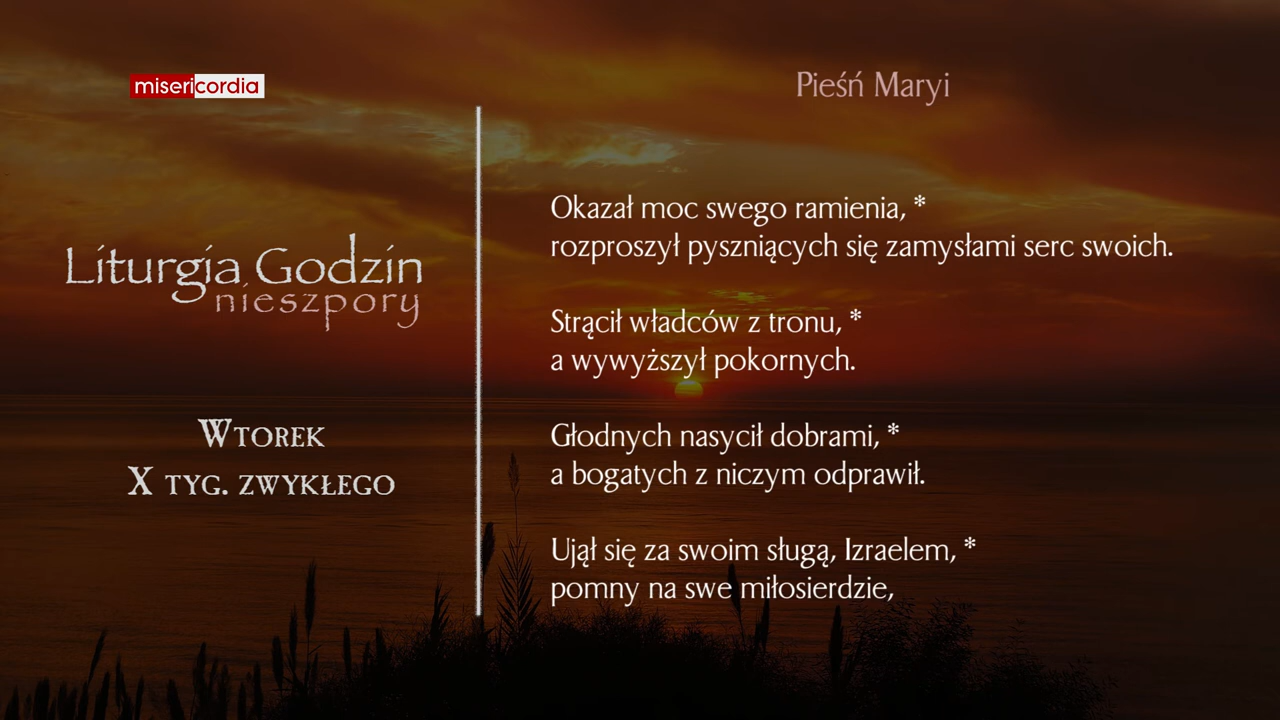 misericordia
Liturgia Godzin
nieszpory
Wtorek
X tyg. zwykłego
Pieśń Maryi
Okazał moc swego ramienia, *
rozproszył pyszniących się zamysłami serc swoich.
Strącił władców z tronu, *
a wywyższył pokornych.
Głodnych nasycił dobrami, *
a bogatych z niczym odprawił.
Ujął się za swoim sługą, Izraelem, *
pomny na swe miłosierdzie,